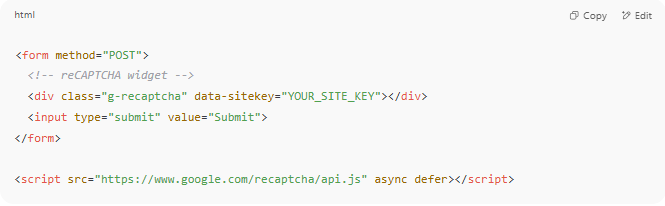 html
Copy
Edit
<form method="POST">
<!-- reCAPTCHA widget -->
<div class="g-recaptcha" data-sitekey="YOUR_SITE_KEY"></div>
<input type="submit" value="Submit">
</form>
<script src="https://www.google.com/recaptcha/api.js" async defer></script>